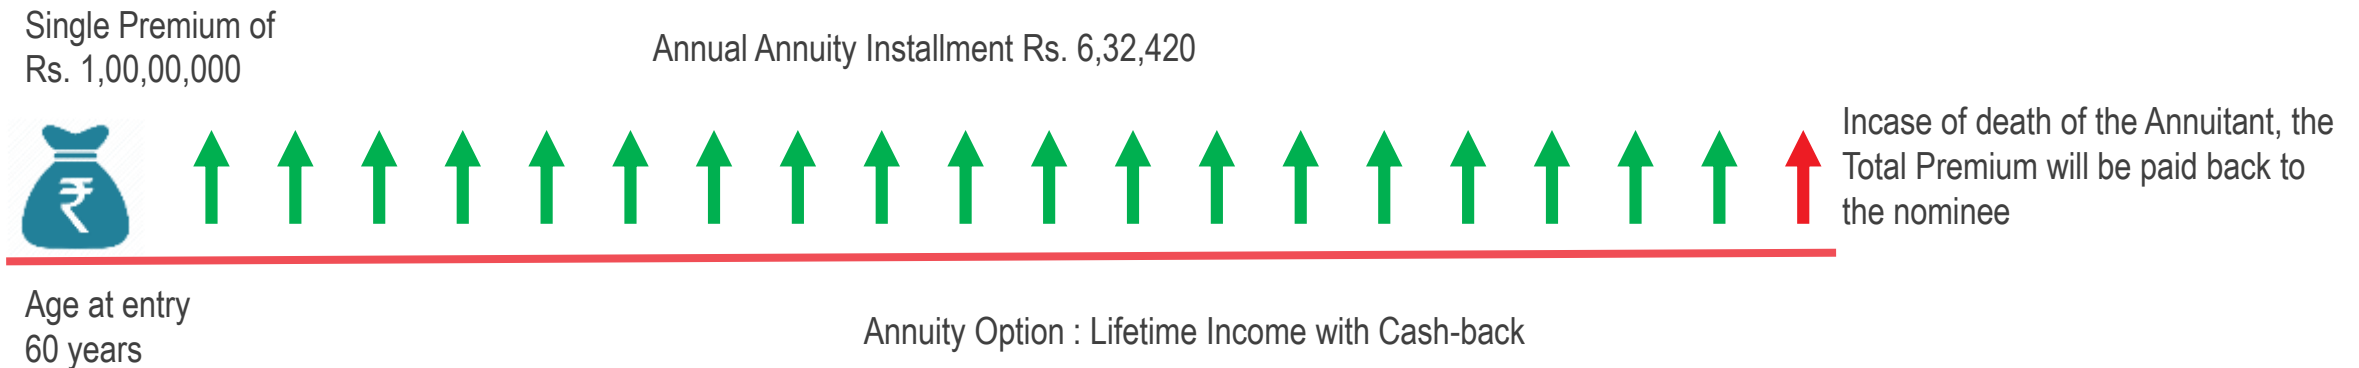 Single Premium of
Rs. 1,00,00,000
Annual Annuity Installment Rs. 6,32,420
₹
Incase of death of the Annuitant, the
Total Premium will be paid back to
the nominee
Age at entry
60 years
Annuity Option : Lifetime Income with Cash-back